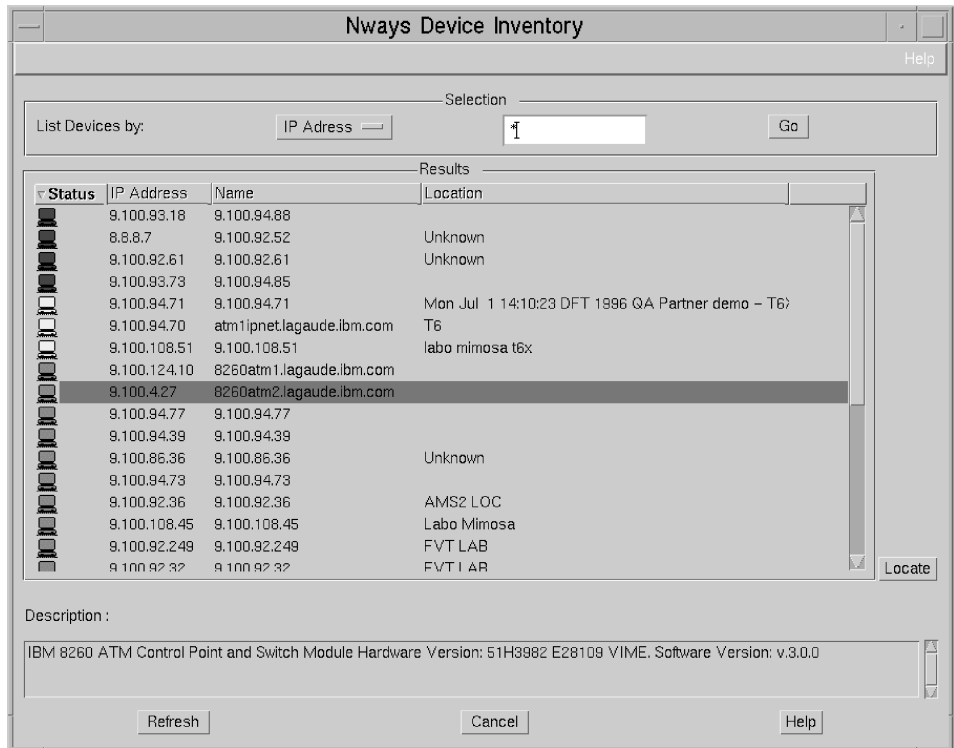 Nways Device Inventory
Help
Selection
List Devices by: IP Adress * Go
Results
Status IP Address Name Location
9.100.93.18 9.100.94.88
8.8.8.7 9.100.92.52 Unknown
9.100.92.61 9.100.92.61 Unknown
9.100.93.73 9.100.94.85
9.100.94.71 9.100.94.71 Mon Jul 1 14:10:23 DFT 1996 QA Partner demo - T6X
9.100.94.70 atm1ipnet.lagaude.ibm.com T6
9.100.108.51 9.100.108.51 labo mimosa t6x
9.100.124.10 8260atm1.lagaude.ibm.com
9.100.4.27 8260atm2.lagaude.ibm.com
9.100.94.77 9.100.94.77
9.100.94.39 9.100.94.39
9.100.86.36 9.100.86.36 Unknown
9.100.94.73 9.100.94.73
9.100.92.36 9.100.92.36 AMS2 LOC
9.100.108.45 9.100.108.45 Labo Mimosa
9.100.92.249 9.100.92.249 FVT LAB
9.100.92.32 9.100.92.32 FVT LAB
Locate
Description :
IBM 8260 ATM Control Point and Switch Module Hardware Version: 51H3982 E28109 VIME. Software Version: v.3.0.0
Refresh Cancel Help